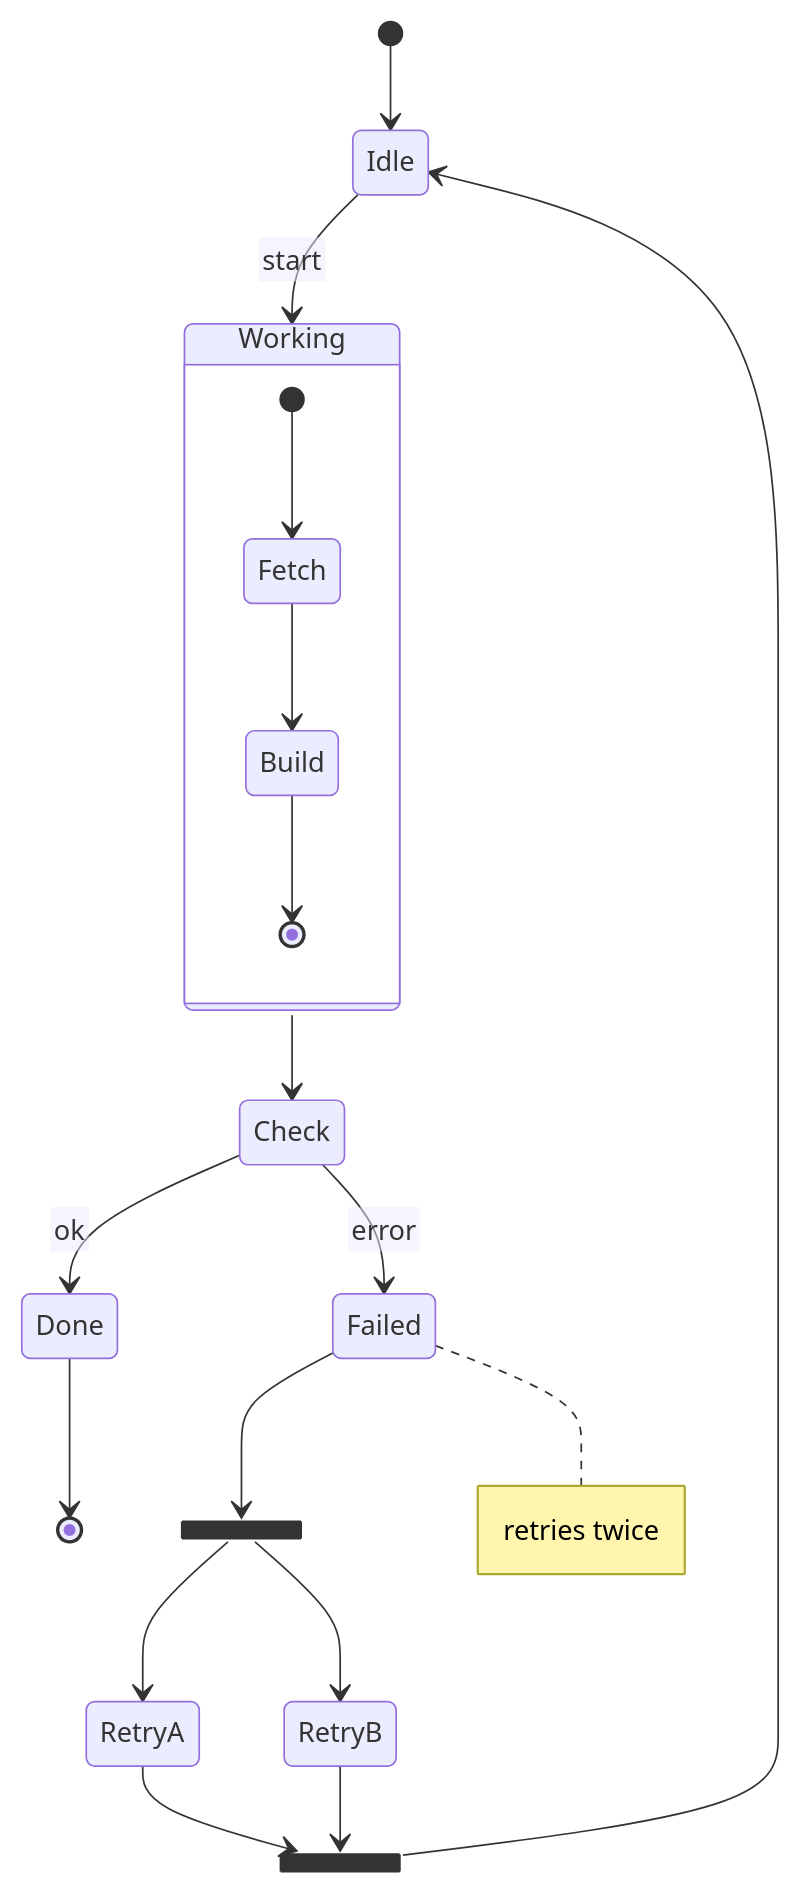 Idle
start
Working
Fetch
Build
Check
ok
error
Done
Failed
retries twice
RetryA
RetryB